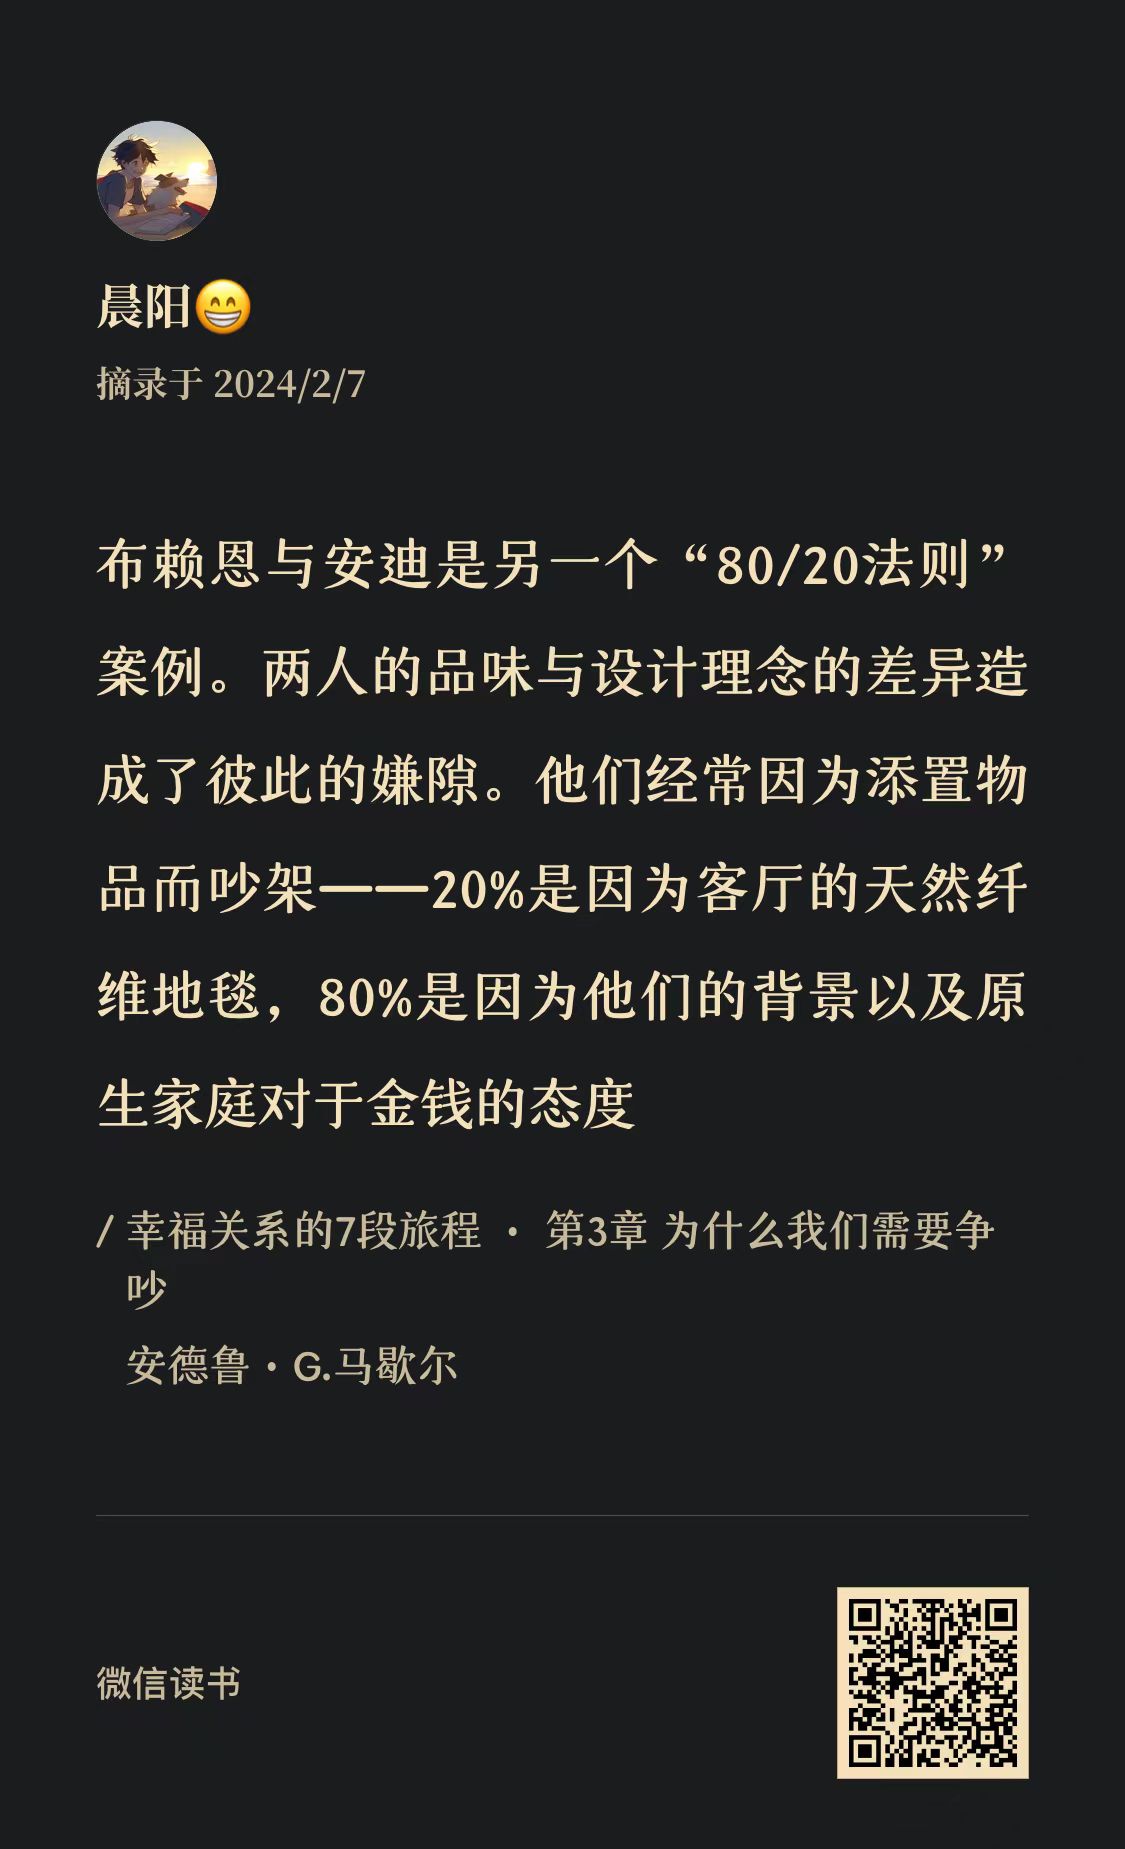 晨阳😁
摘录于 2024/2/7
布赖恩与安迪是另一个“80/20法则”
案例。两人的品味与设计理念的差异造
成了彼此的嫌隙。他们经常因为添置物
品而吵架——20%是因为客厅的天然纤
维地毯，80%是因为他们的背景以及原
生家庭对于金钱的态度
/ 幸福关系的7段旅程 · 第3章 为什么我们需要争
吵
安德鲁·G.马歇尔
微信读书